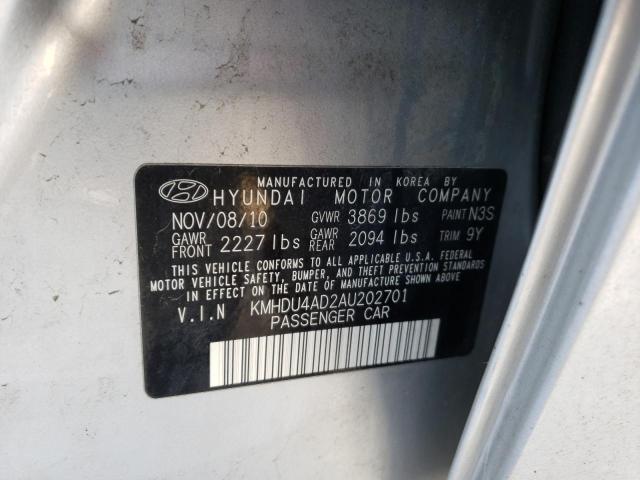 MANUFACTURED IN KOREA BY
HYUNDAI MOTOR COMPANY
NOV/08/10 GVWR 3869 lbs PAINT N3S
GAWR FRONT 2227 lbs GAWR REAR 2094 lbs TRIM 9Y
THIS VEHICLE CONFORMS TO ALL APPLICABLE U.S.A. FEDERAL
MOTOR VEHICLE SAFETY, BUMPER, AND THEFT PREVENTION STANDARDS
IN EFFECT ON THE DATE OF MANUFACTURE SHOWN ABOVE.
V.I.N KMHDU4AD2AU202701
PASSENGER CAR